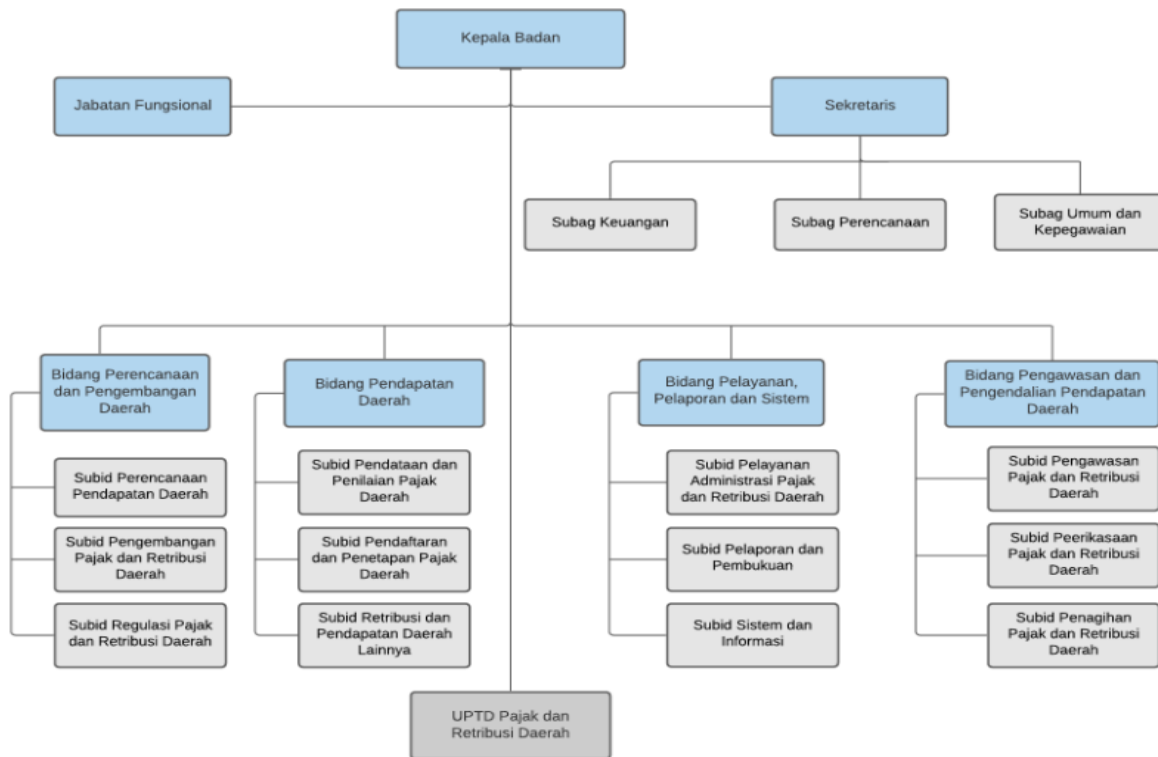 Kepala Badan
Jabatan Fungsional
Sekretaris
Subag Keuangan
Subag Perencanaan
Subag Umum dan
Kepegawaian
Bidang Perencanaan
dan Pengembangan
Daerah
Bidang Pendapatan
Daerah
Bidang Pelayanan,
Pelaporan dan Sistem
Bidang Pengawasan dan
Pengendalian Pendapatan
Daerah
Subid Perencanaan
Pendapatan Daerah
Subid Pengembangan
Pajak dan Retribusi
Daerah
Subid Regulasi Pajak
dan Retribusi Daerah
Subid Pendataan dan
Penilaian Pajak
Daerah
Subid Pendaftaran
dan Penetapan Pajak
Daerah
Subid Retribusi dan
Pendapatan Daerah
Lainnya
Subid Pelayanan
Administrasi Pajak
dan Retribusi Daerah
Subid Pelaporan dan
Pembukuan
Subid Sistem dan
Informasi
Subid Pengawasan
Pajak dan Retribusi
Daerah
Subid Peerikasaan
Pajak dan Retribusi
Daerah
Subid Penagihan
Pajak dan Retribusi
Daerah
UPTD Pajak dan
Retribusi Daerah